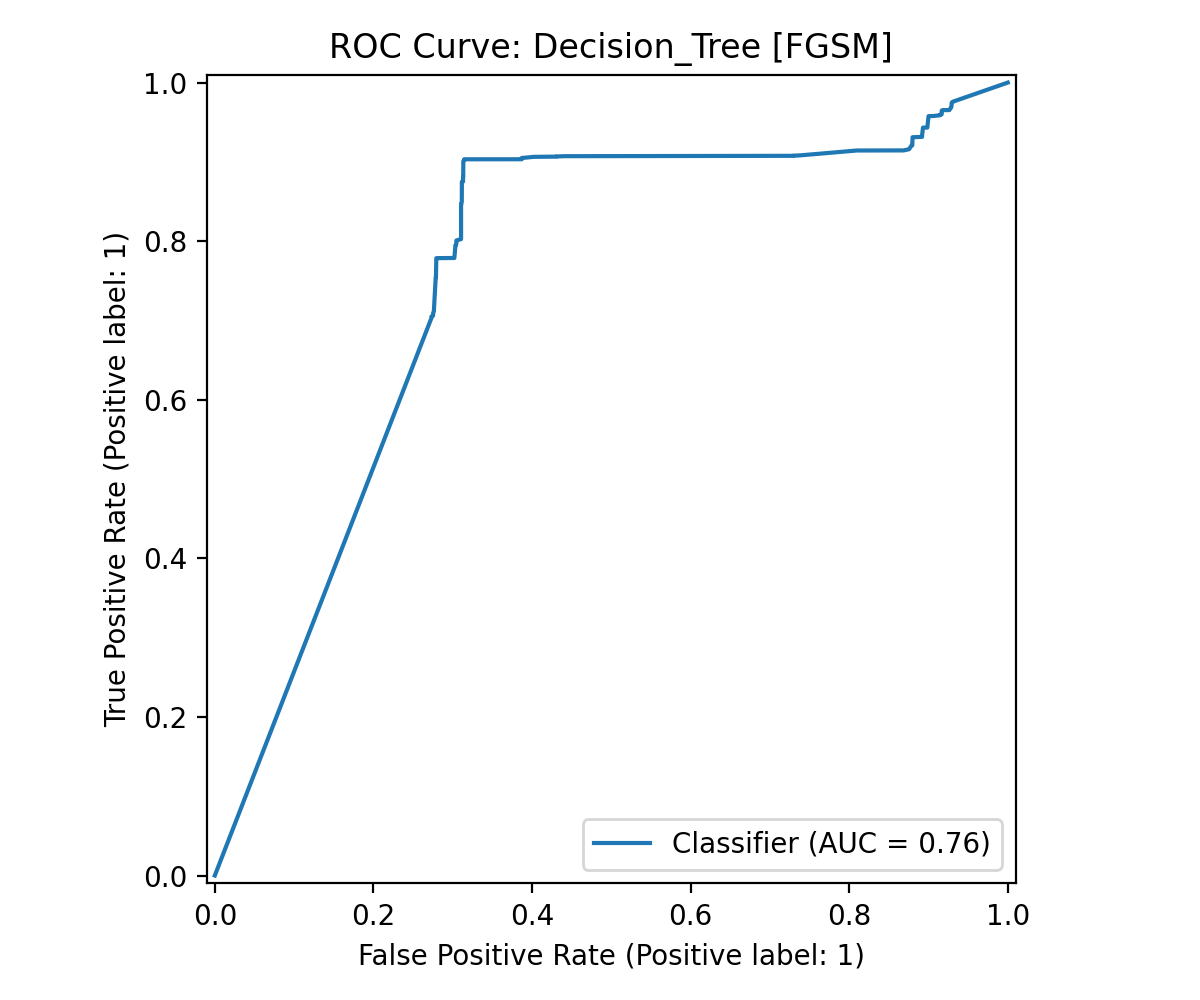 ROC Curve: Decision_Tree [FGSM]
1.0
0.8
0.6
0.4
0.2
0.0
True Positive Rate (Positive label: 1)
Classifier (AUC = 0.76)
0.0 0.2 0.4 0.6 0.8 1.0
False Positive Rate (Positive label: 1)